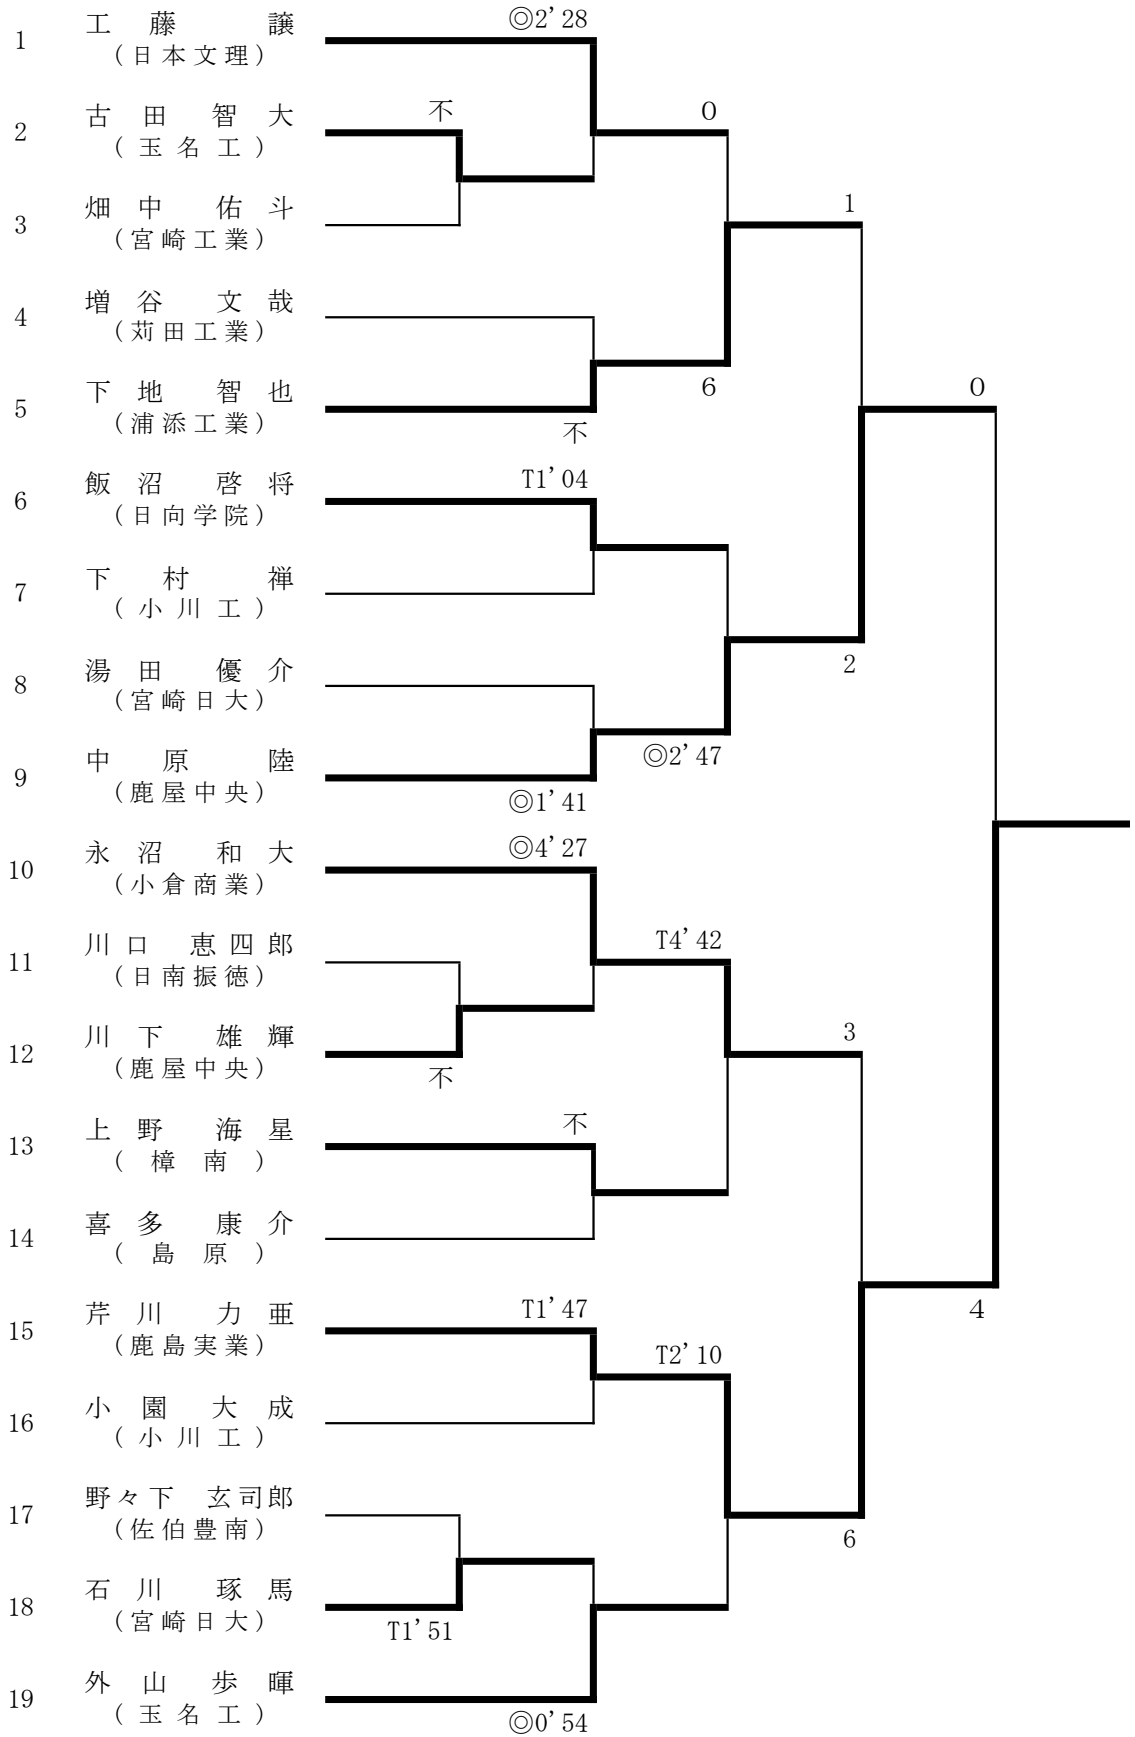 ◎2’28
1 工藤 譲
(日本文理)
不 0
2 古田 智大
(玉名工)
1
3 畑中 佑斗
(宮崎工業)
4 増谷 文哉
(苅田工業)
6 0
5 下地 智也
(浦添工業)
不
T1’04
6 飯沼 啓将
(日向学院)
7 下村 禅
(小川工)
2
8 湯田 優介
(宮崎日大)
◎2’47
9 中原 陸
(鹿屋中央)
◎1’41
◎4’27
10 永沼 和大
(小倉商業)
T4’42
11 川口 恵四郎
(日南振徳)
3
12 川下 雄輝
(鹿屋中央)
不
不
13 上野 海星
(樟南)
14 喜多 康介
(島原)
T1’47 4
15 芹川 力亜
(鹿島実業)
T2’10
16 小園 大成
(小川工)
17 野々下 玄司郎
(佐伯豊南)
6
18 石川 琢馬
(宮崎日大)
T1’51
19 外山 歩暉
(玉名工)
◎0’54